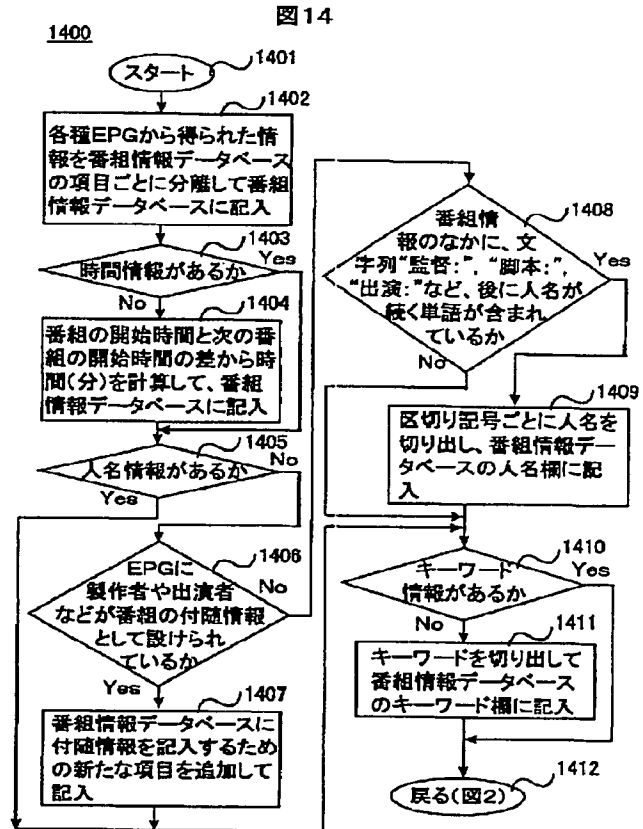 図14
1400
スタート
1401
1402
各種EPGから得られた情
報を番組情報データベース
の項目ごとに分離して番組
情報データベースに記入
1403
時間情報があるか
Yes
No
1404
番組の開始時間と次の番
組の開始時間の差から時
間(分)を計算して、番組
情報データベースに記入
1405
人名情報があるか
No
Yes
1406
EPGに
製作者や出演者
などが番組の付随情報
として設けられ
ているか
No
Yes
1407
番組情報データベースに
付随情報を記入するため
の新たな項目を追加して
記入
1408
番組情
報のなかに、文
字列“監督:”, “脚本:”,
“出演:”など、後に人名が
続く単語が含まれ
ているか
Yes
No
1409
区切り記号ごとに人名を
切り出し、番組情報デー
タベースの人名欄に記
入
1410
キーワード
情報があるか
Yes
No
1411
キーワードを切り出して
番組情報データベース
のキーワード欄に記入
1412
戻る(図2)